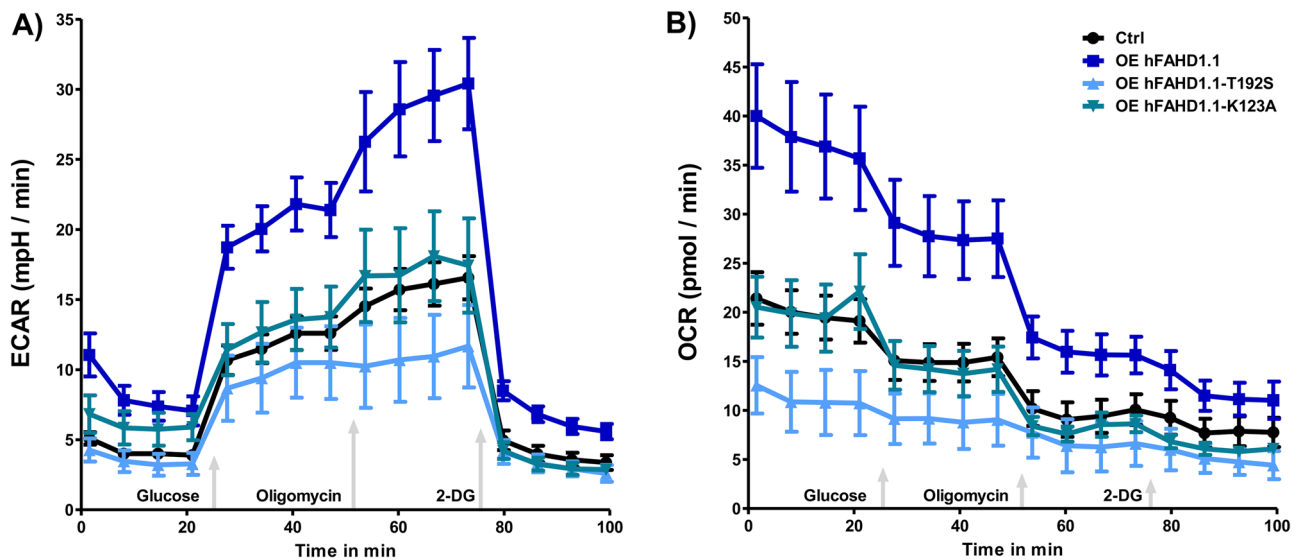 A)
ECAR (mpH / min)
35
30
25
20
15
10
5
0
Glucose
Oligomycin
2-DG
0
20
40
60
80
100
Time in min
B)
OCR (pmol / min)
50
45
40
35
30
25
20
15
10
5
0
Ctrl
OE hFAHD1.1
OE hFAHD1.1-T192S
OE hFAHD1.1-K123A
Glucose
Oligomycin
2-DG
0
20
40
60
80
100
Time in min